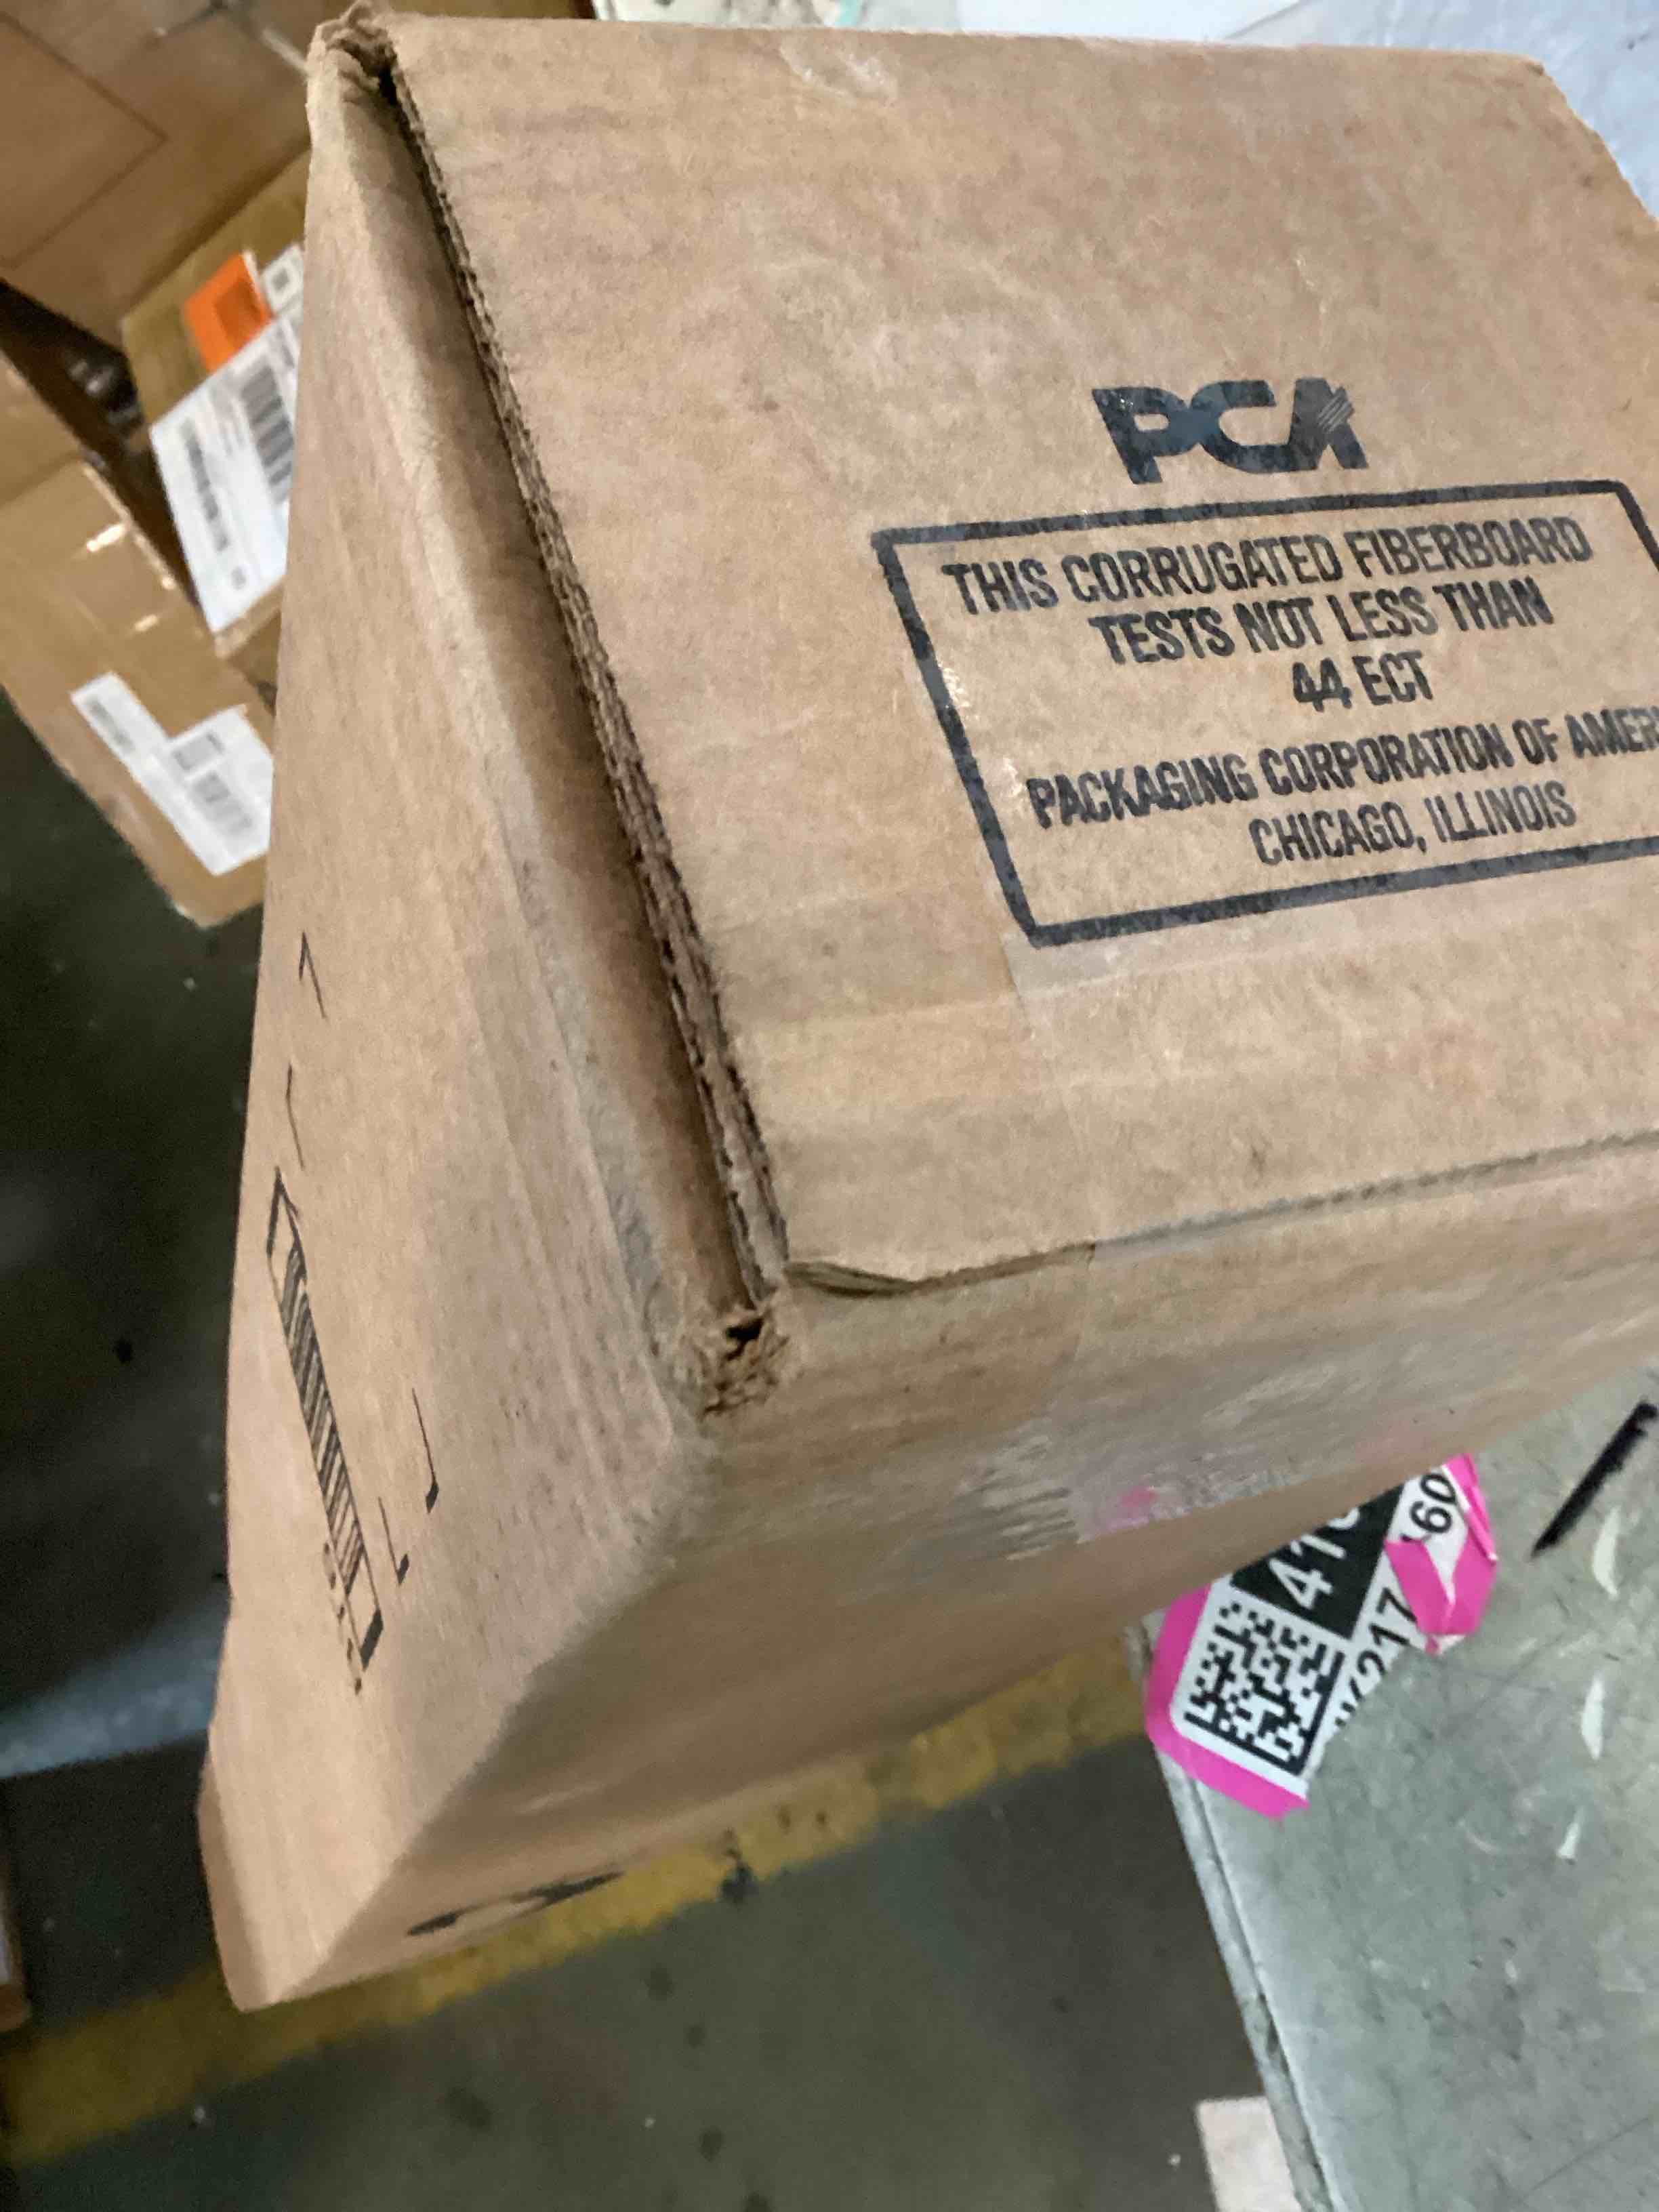 PCA
THIS CORRUGATED FIBERBOARD
TESTS NOT LESS THAN
44 ECT
PACKAGING CORPORATION OF AMER
CHICAGO, ILLINOIS